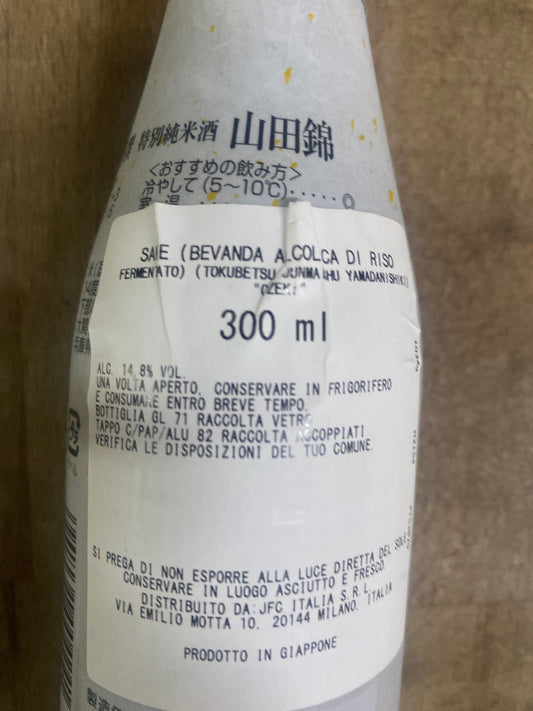 特別純米酒 山田錦
<おすすめの飲み方>
冷やして(5~10℃)・・・・・◎
室温
SAKE (BEVANDA ALCOLCA DI RISO
FERMENTATO) (TOKUBETSU JUNMAISHU YAMADANISHIKI)
"OZEKI"
300 ml
ALC. 14,8% VOL.
UNA VOLTA APERTO, CONSERVARE IN FRIGORIFERO
E CONSUMARE ENTRO BREVE TEMPO.
BOTTIGLIA GL 71 RACCOLTA VETRO
TAPPO C/PAP/ALU 82 RACCOLTA ACCOPPIATI
VERIFICA LE DISPOSIZIONI DEL TUO COMUNE.
SI PREGA DI NON ESPORRE ALLA LUCE DIRETTA DEL SOLE
CONSERVARE IN LUOGO ASCIUTTO E FRESCO.
DISTRIBUITO DA:JFC ITALIA S.R.L.
VIA EMILIO MOTTA 10, 20144 MILANO, ITALIA
PRODOTTO IN GIAPPONE